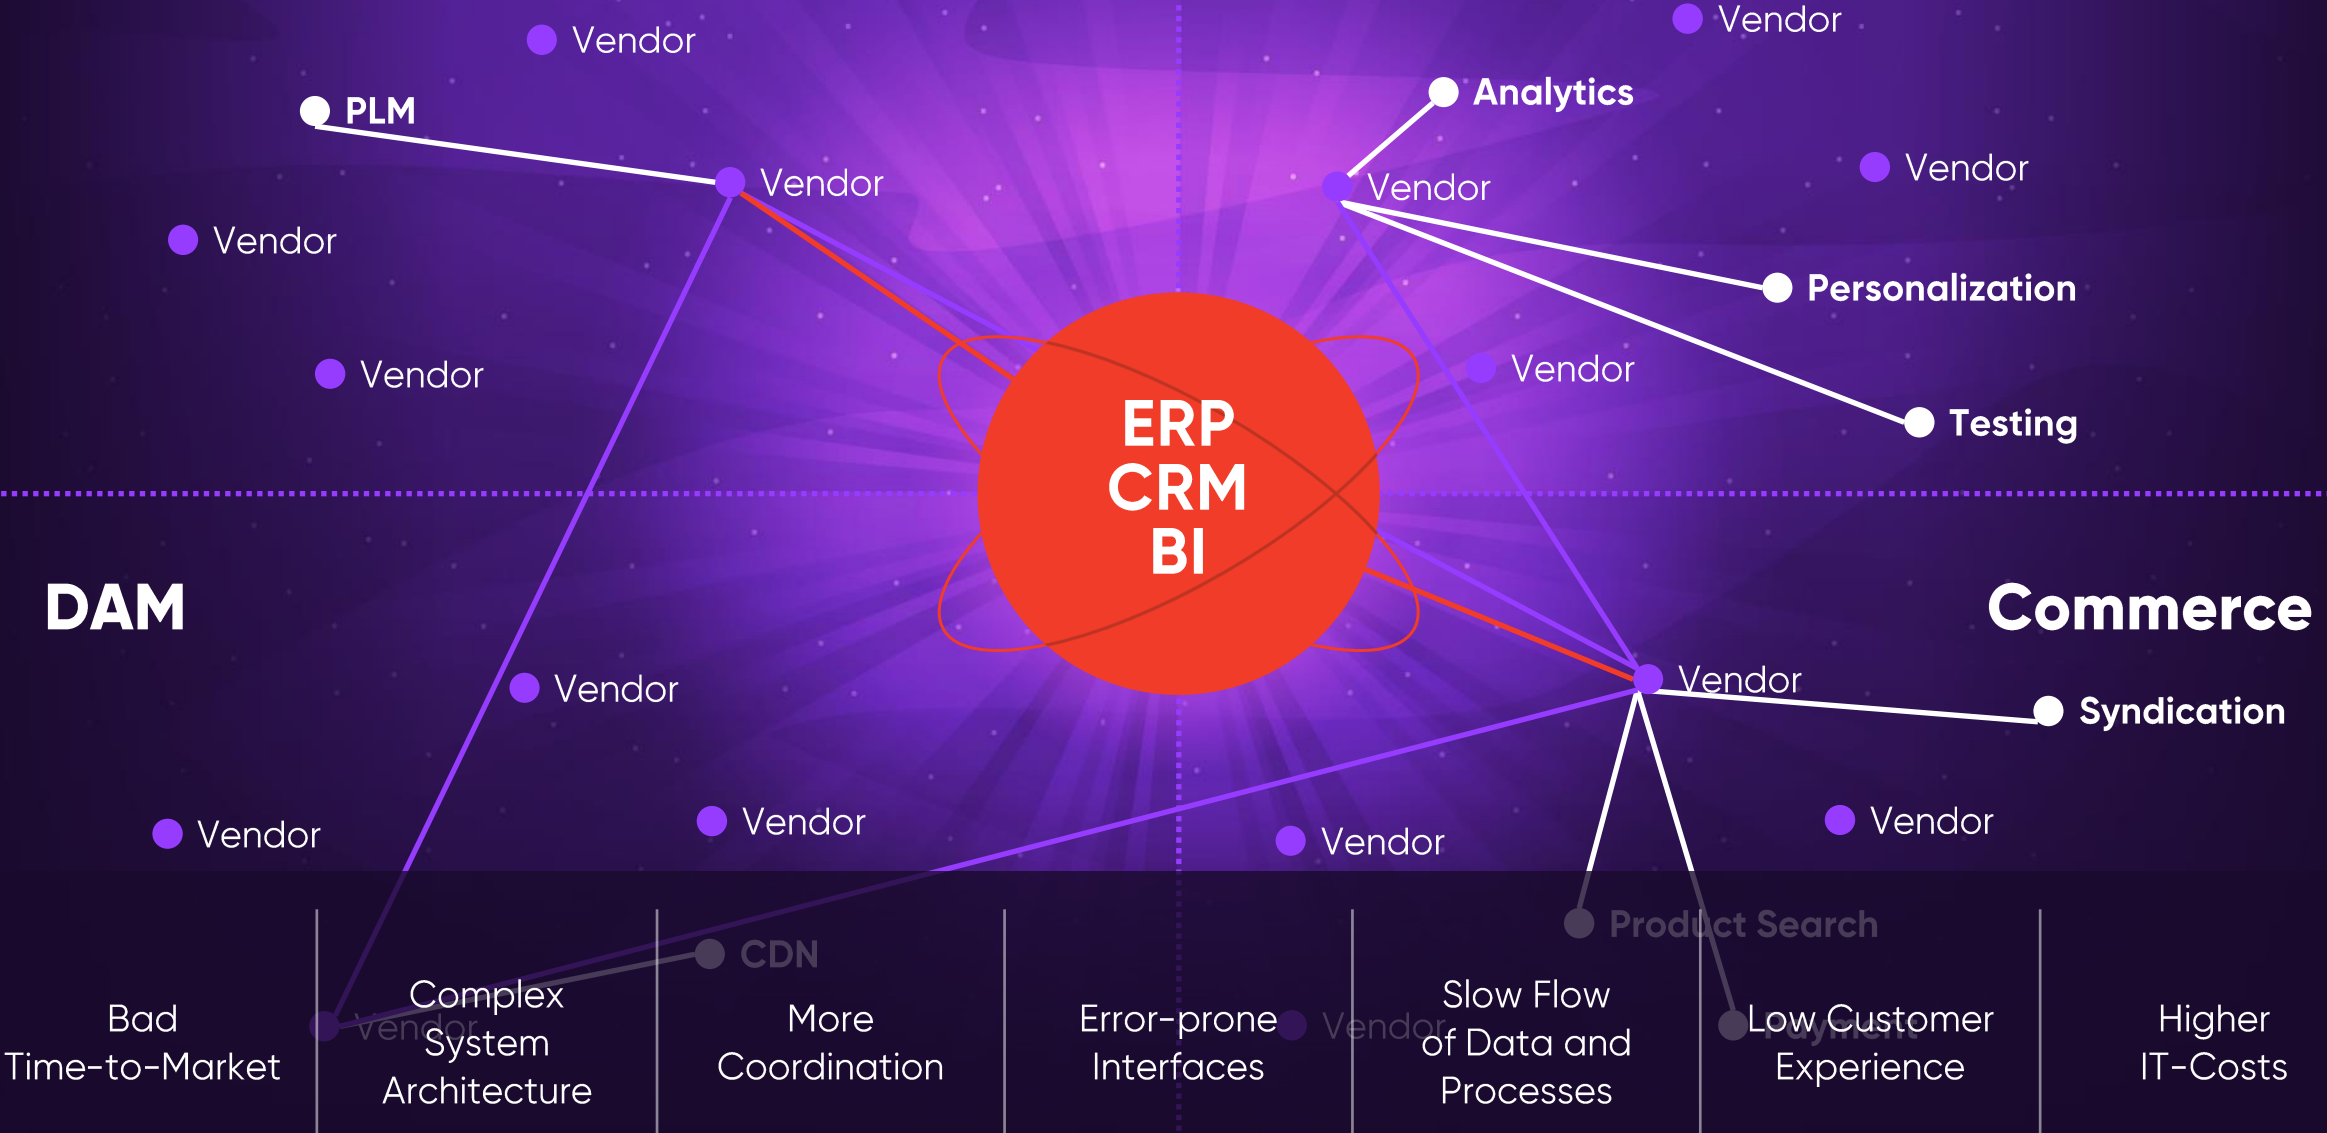 Vendor
Vendor
Analytics
PLM
Vendor
Vendor
Vendor
Vendor
Personalization
Vendor
Vendor
Testing
ERP
CRM
BI
DAM
Commerce
Vendor
Vendor
Syndication
Vendor
Vendor
Vendor
Vendor
Product Search
CDN
Vendor
Vendor
Payment
Bad
Time-to-Market
Complex
System
Architecture
More
Coordination
Error-prone
Interfaces
Slow Flow
of Data and
Processes
Low Customer
Experience
Higher
IT-Costs